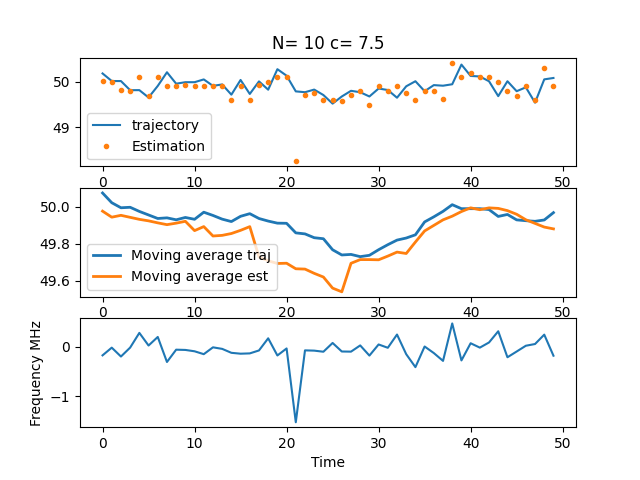 N= 10 c= 7.5
50
49
trajectory
Estimation
0 10 20 30 40 50
50.0
49.8
49.6
Moving average traj
Moving average est
0 10 20 30 40 50
0
−1
Frequency MHz
0 10 20 30 40 50
Time